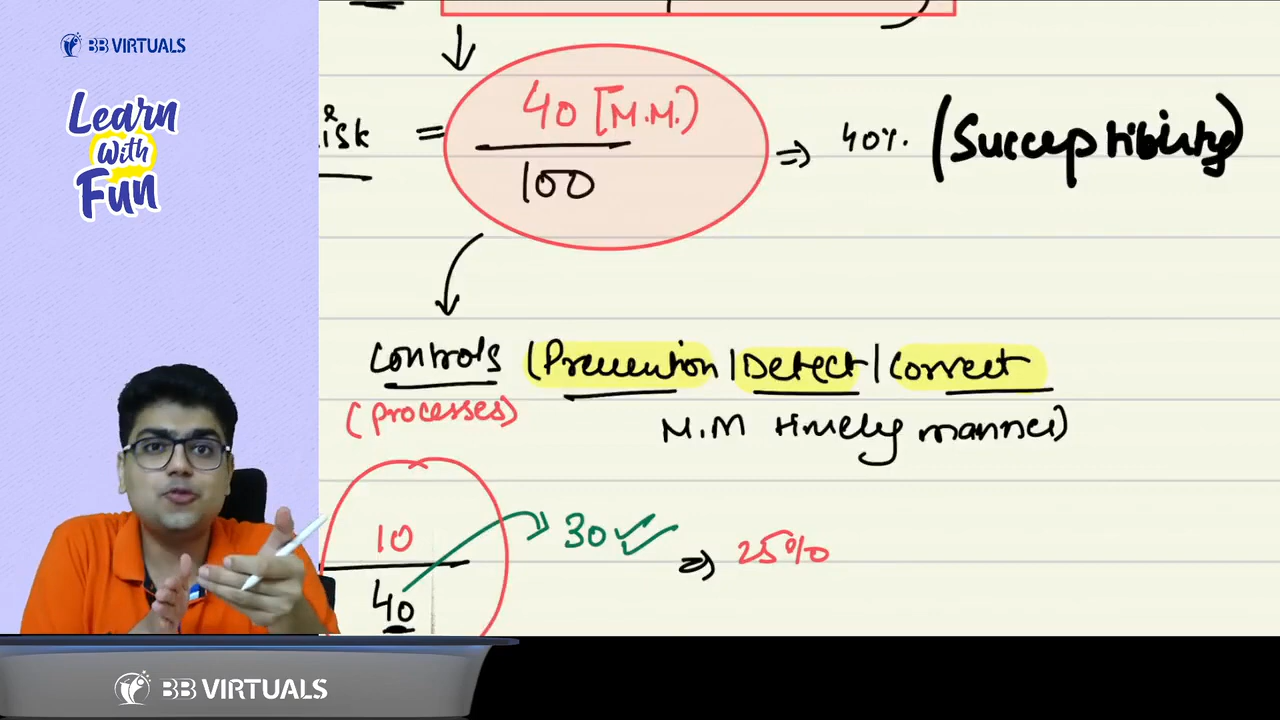 BB VIRTUALS
Learn
with
Fun
& isk = 40 [M.M.] / 100 ⇒ 40%. (Succeptibility)
Controls (Prevention | Detect | Correct
(processes) M.M timely manner)
10 / 40 → 30 ✓✓ ⇒ 25%
BB VIRTUALS